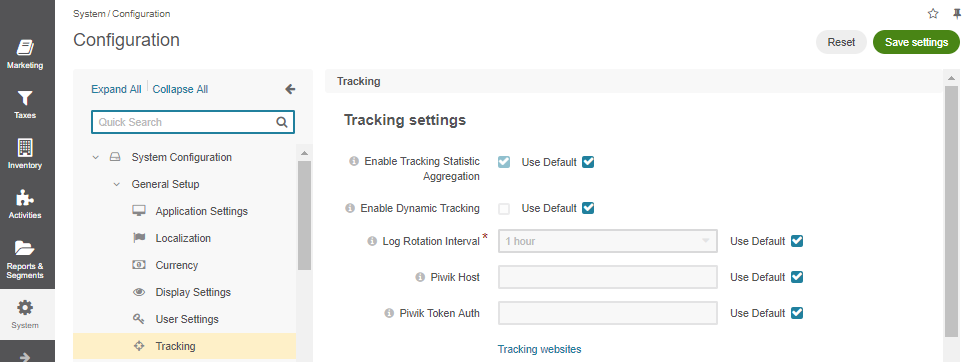 System / Configuration
Configuration
Reset
Save settings
Marketing
Taxes
Inventory
Activities
Reports &
Segments
System
Expand All
Collapse All
Quick Search
System Configuration
General Setup
Application Settings
Localization
Currency
Display Settings
User Settings
Tracking
Tracking
Tracking settings
Enable Tracking Statistic
Aggregation
Use Default
Enable Dynamic Tracking
Use Default
Log Rotation Interval *
1 hour
Use Default
Piwik Host
Use Default
Piwik Token Auth
Use Default
Tracking websites